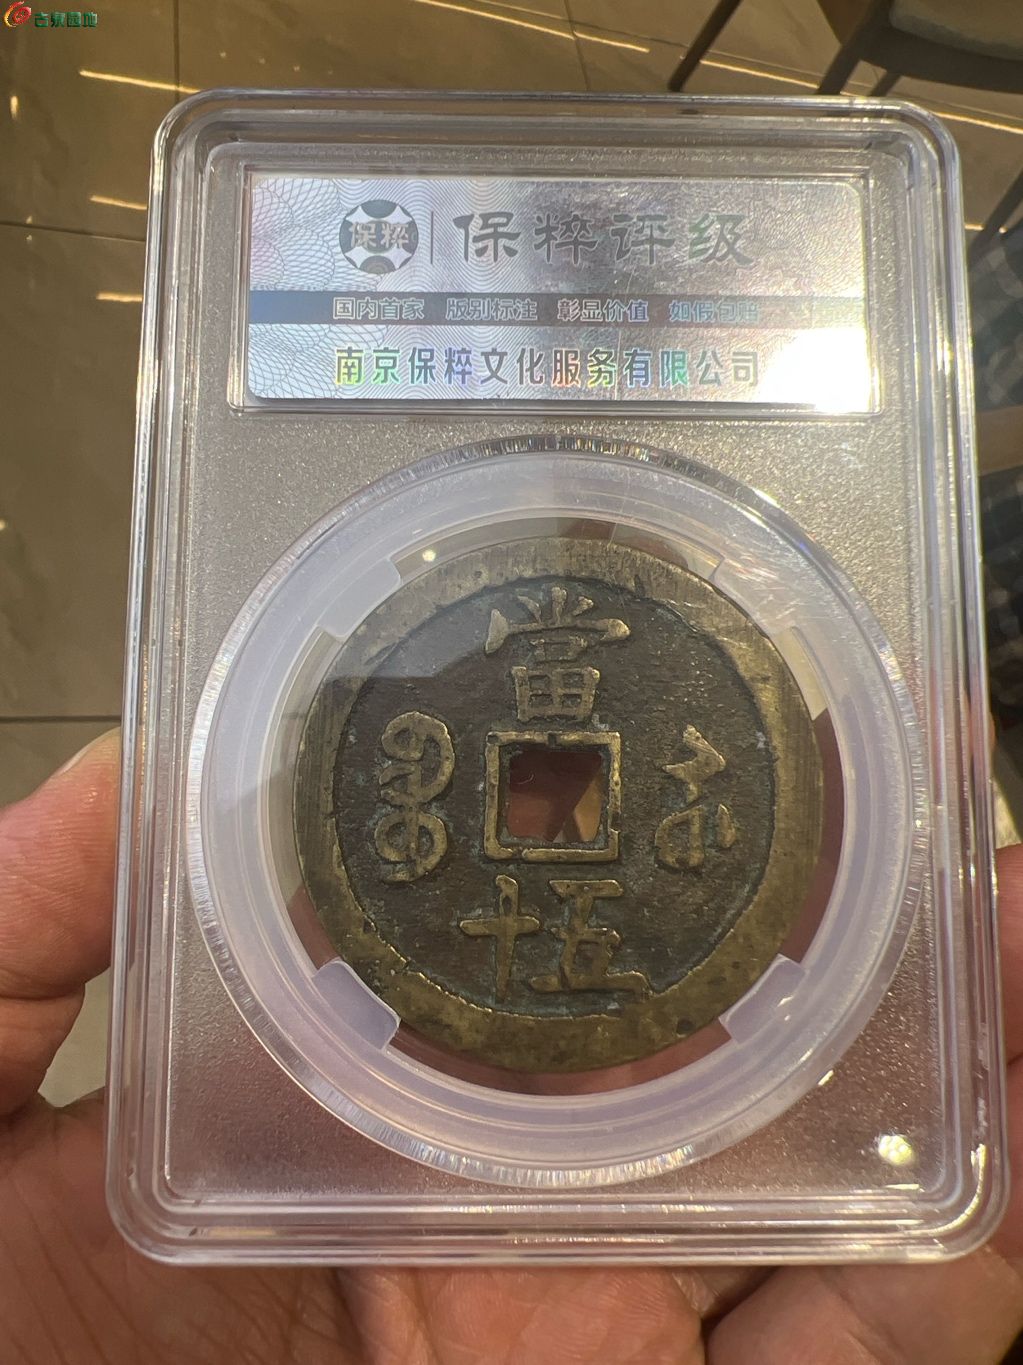 古泉园地
保粹 保粹评级
国内首家 版别标注 彰显价值 如假包赔
南京保粹文化服务有限公司
當
五十